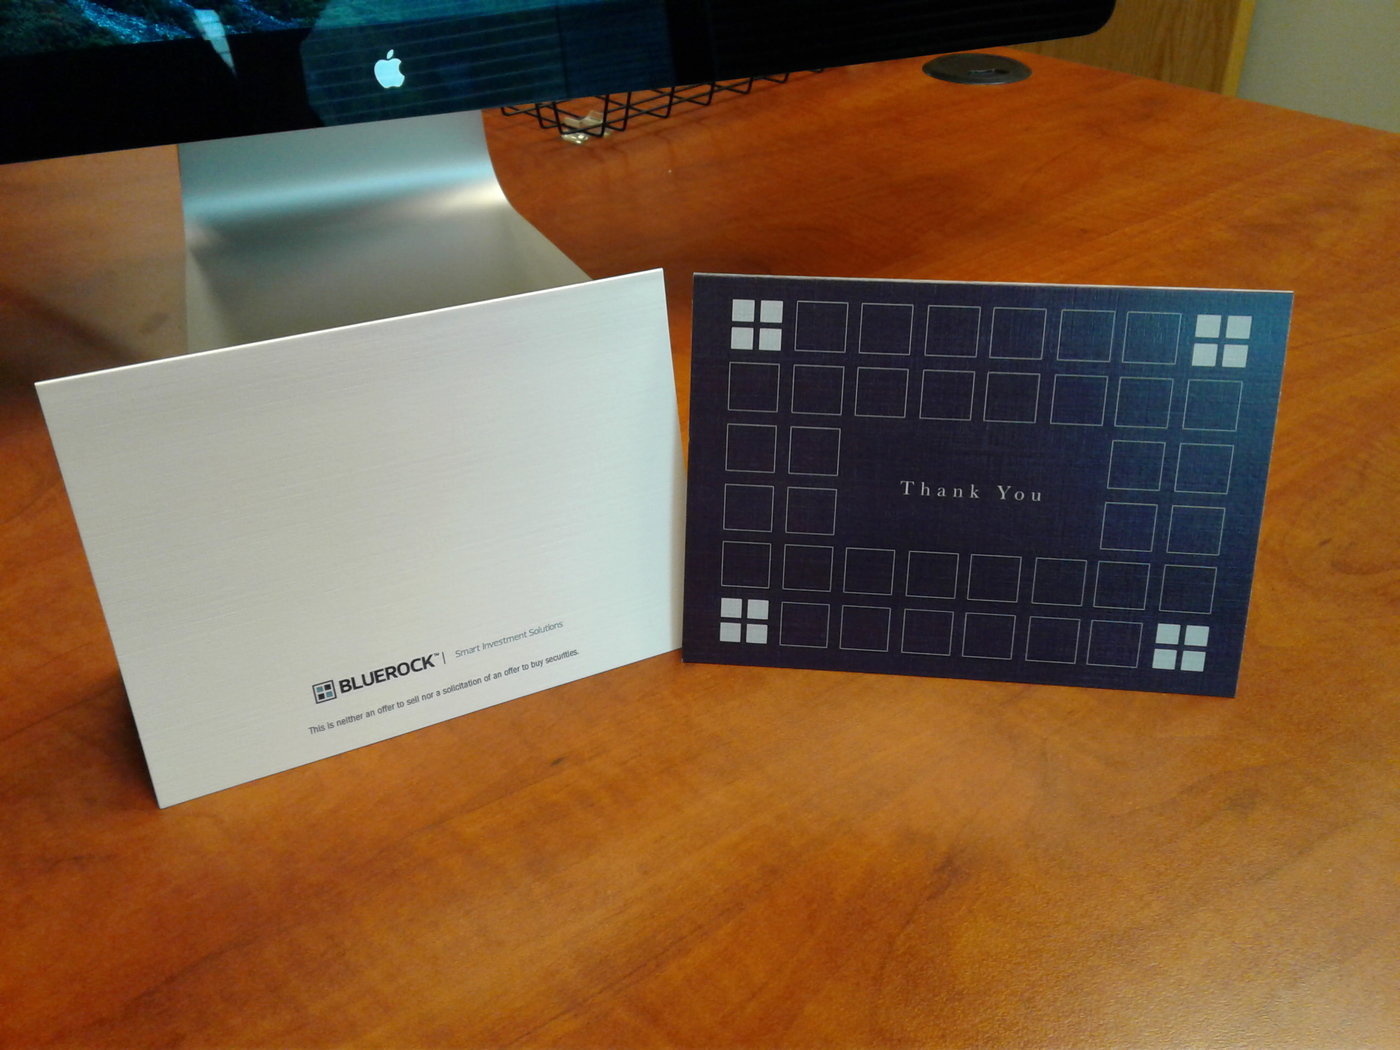 BLUEROCK™ | Smart Investment Solutions
This is neither an offer to sell nor a solicitation of an offer to buy securities.
Thank You